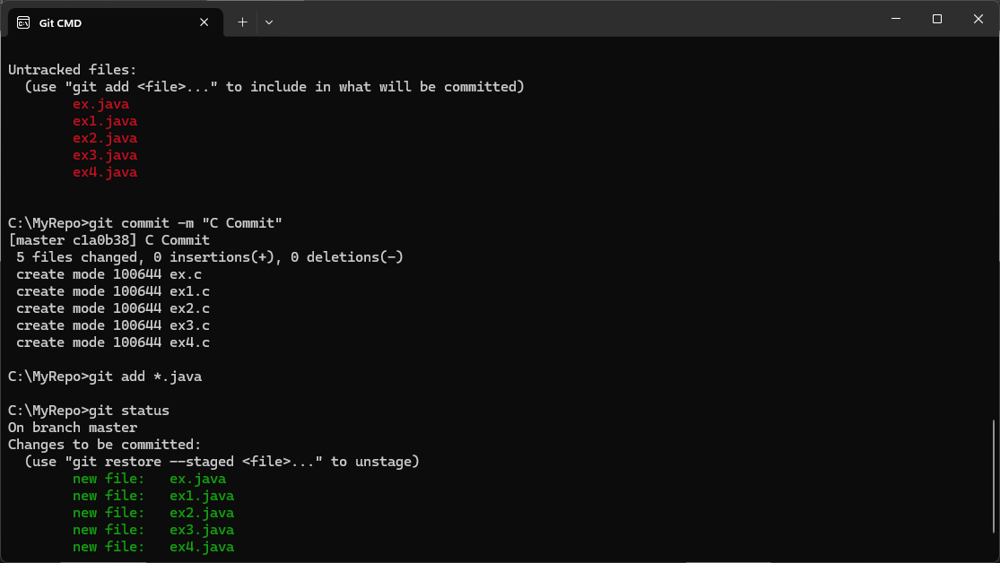 Git CMD
Untracked files:
  (use "git add <file>..." to include in what will be committed)
        ex.java
        ex1.java
        ex2.java
        ex3.java
        ex4.java
C:\MyRepo>git commit -m "C Commit"
[master c1a0b38] C Commit
 5 files changed, 0 insertions(+), 0 deletions(-)
 create mode 100644 ex.c
 create mode 100644 ex1.c
 create mode 100644 ex2.c
 create mode 100644 ex3.c
 create mode 100644 ex4.c
C:\MyRepo>git add *.java
C:\MyRepo>git status
On branch master
Changes to be committed:
  (use "git restore --staged <file>..." to unstage)
        new file:   ex.java
        new file:   ex1.java
        new file:   ex2.java
        new file:   ex3.java
        new file:   ex4.java